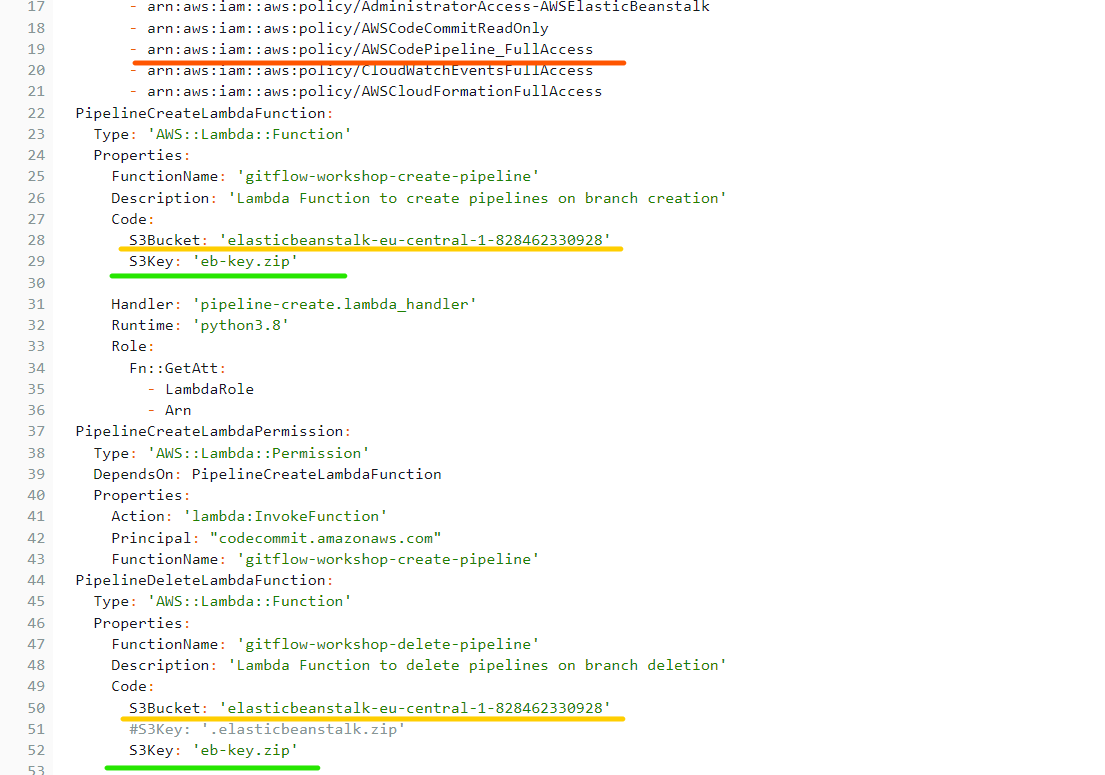 17 - arn:aws:iam::aws:policy/AdministratorAccess-AWSElasticBeanstalk
18 - arn:aws:iam::aws:policy/AWSCodeCommitReadOnly
19 - arn:aws:iam::aws:policy/AWSCodePipeline_FullAccess
20 - arn:aws:iam::aws:policy/CloudWatchEventsFullAccess
21 - arn:aws:iam::aws:policy/AWSCloudFormationFullAccess
22 PipelineCreateLambdaFunction:
23 Type: 'AWS::Lambda::Function'
24 Properties:
25 FunctionName: 'gitflow-workshop-create-pipeline'
26 Description: 'Lambda Function to create pipelines on branch creation'
27 Code:
28 S3Bucket: 'elasticbeanstalk-eu-central-1-828462330928'
29 S3Key: 'eb-key.zip'
30
31 Handler: 'pipeline-create.lambda_handler'
32 Runtime: 'python3.8'
33 Role:
34 Fn::GetAtt:
35 - LambdaRole
36 - Arn
37 PipelineCreateLambdaPermission:
38 Type: 'AWS::Lambda::Permission'
39 DependsOn: PipelineCreateLambdaFunction
40 Properties:
41 Action: 'lambda:InvokeFunction'
42 Principal: "codecommit.amazonaws.com"
43 FunctionName: 'gitflow-workshop-create-pipeline'
44 PipelineDeleteLambdaFunction:
45 Type: 'AWS::Lambda::Function'
46 Properties:
47 FunctionName: 'gitflow-workshop-delete-pipeline'
48 Description: 'Lambda Function to delete pipelines on branch deletion'
49 Code:
50 S3Bucket: 'elasticbeanstalk-eu-central-1-828462330928'
51 #S3Key: '.elasticbeanstalk.zip'
52 S3Key: 'eb-key.zip'
53